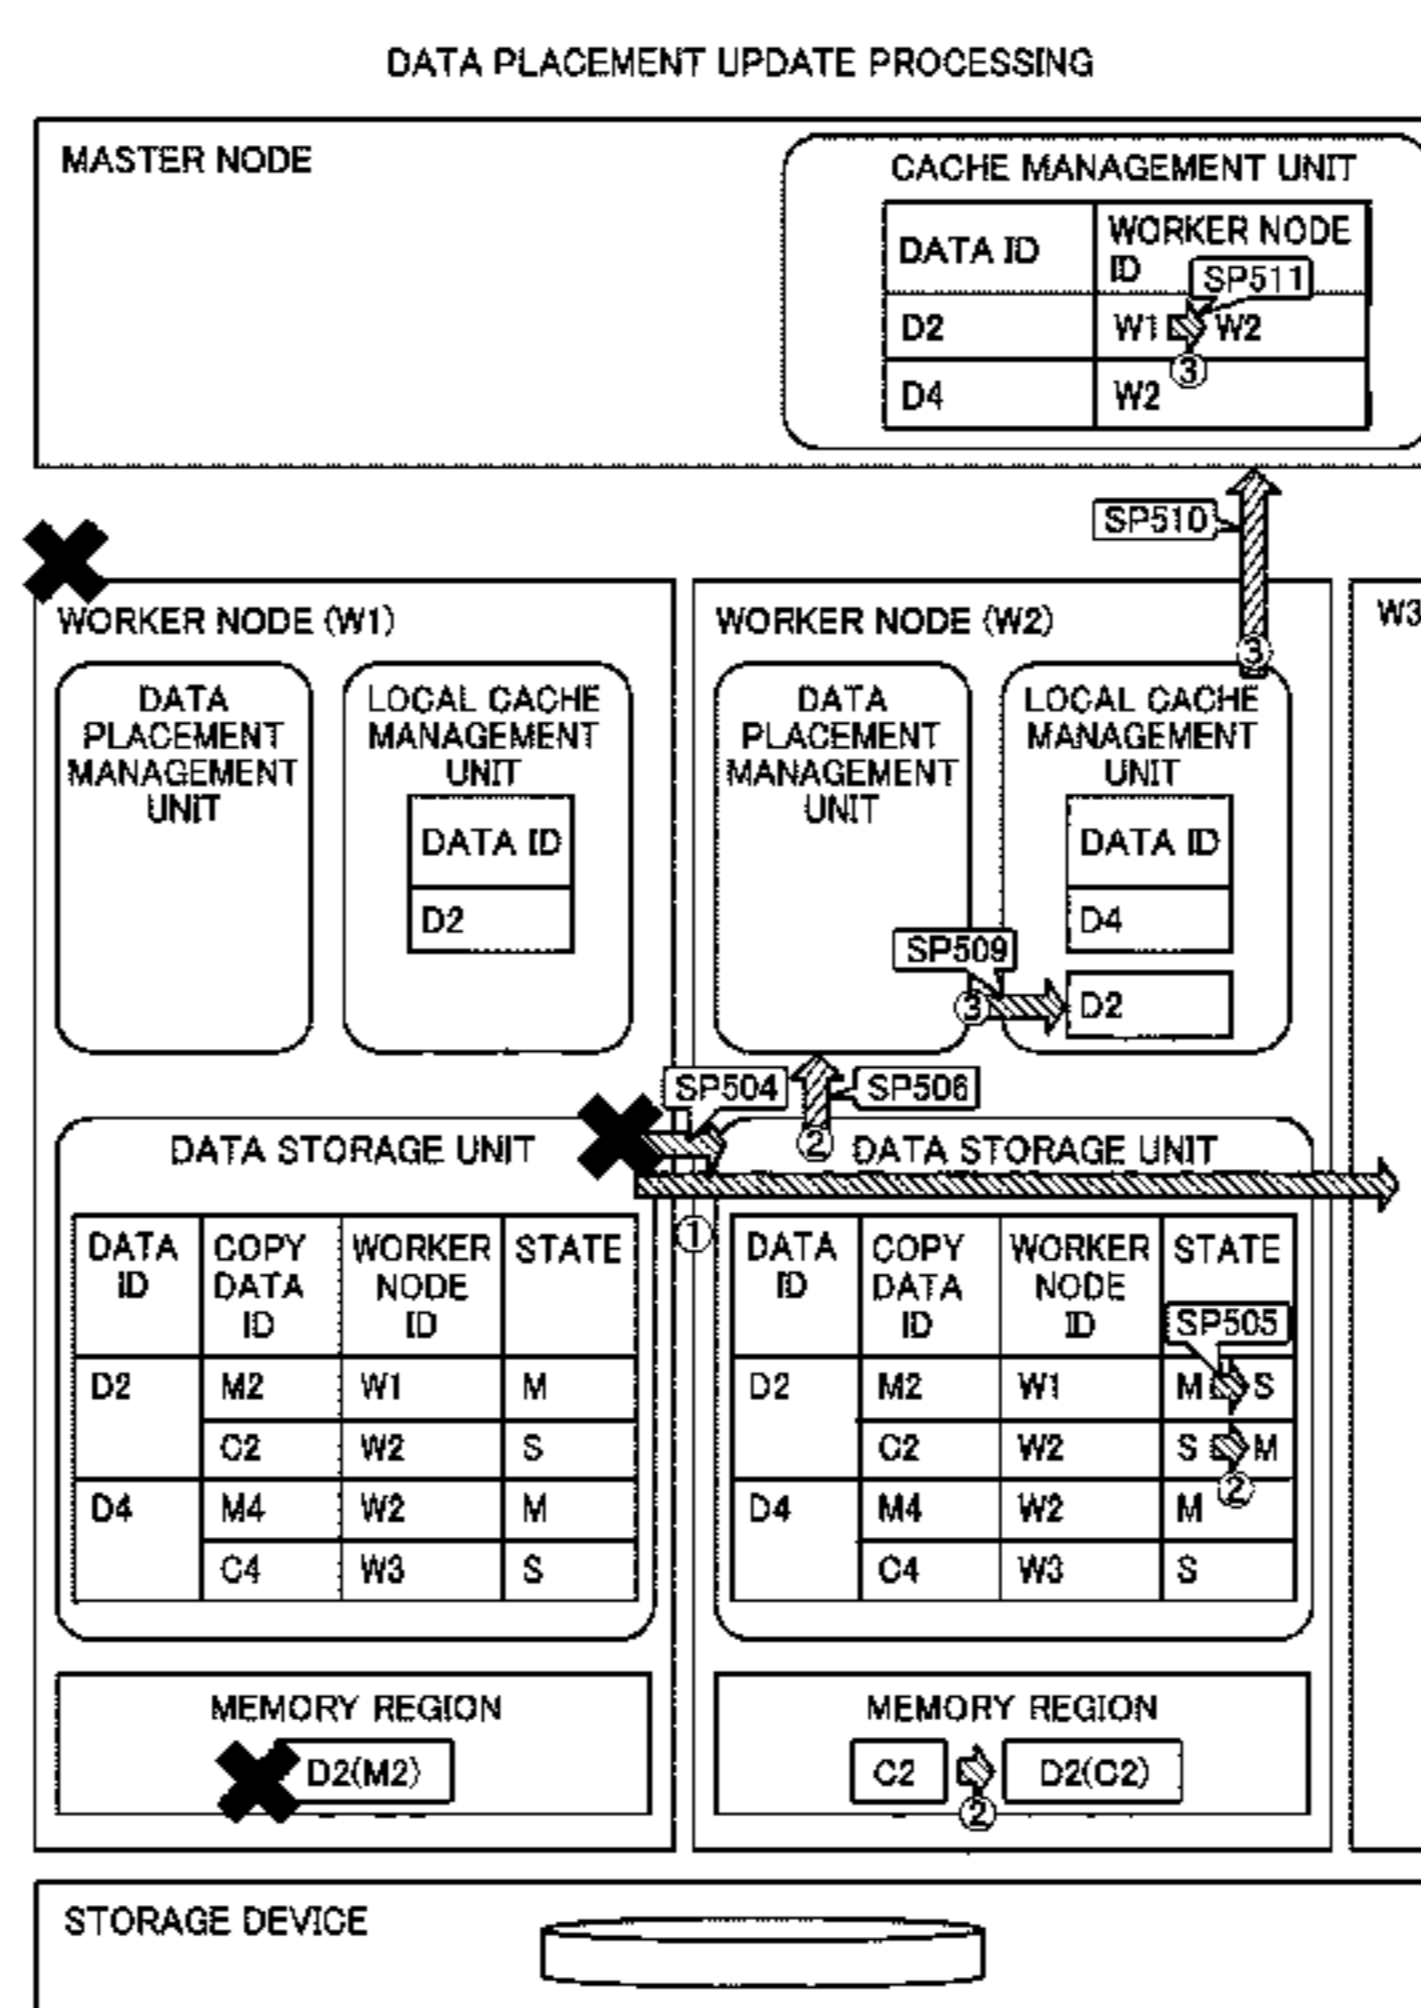 DATA PLACEMENT UPDATE PROCESSING
MASTER NODE
CACHE MANAGEMENT UNIT
DATA ID
WORKER NODE
ID
SP511
D2
W1 W2
③
D4
W2
SP510
③
WORKER NODE (W1)
DATA
PLACEMENT
MANAGEMENT
UNIT
LOCAL CACHE
MANAGEMENT
UNIT
DATA ID
D2
WORKER NODE (W2)
DATA
PLACEMENT
MANAGEMENT
UNIT
LOCAL CACHE
MANAGEMENT
UNIT
DATA ID
D4
SP509
③
D2
W3
SP504
SP506
②
①
DATA STORAGE UNIT
DATA
ID
COPY
DATA
ID
WORKER
NODE
ID
STATE
D2 M2 W1 M
C2 W2 S
D4 M4 W2 M
C4 W3 S
DATA STORAGE UNIT
DATA
ID
COPY
DATA
ID
WORKER
NODE
ID
STATE
SP505
D2 M2 W1 M S
C2 W2 S M
②
D4 M4 W2 M
C4 W3 S
MEMORY REGION
D2(M2)
MEMORY REGION
C2 D2(C2)
②
STORAGE DEVICE